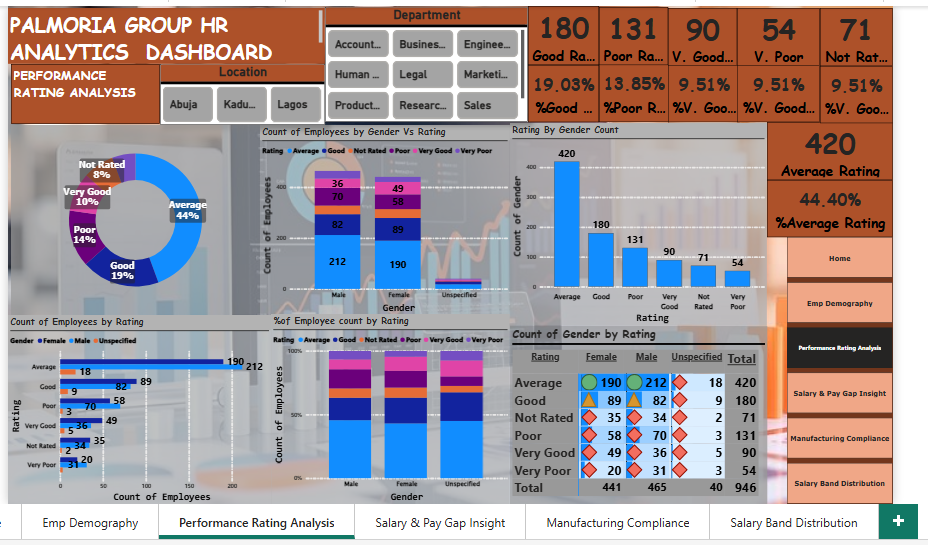 PALMORIA GROUP HR
ANALYTICS DASHBOARD
PERFORMANCE
RATING ANALYSIS
Location
Abuja
Kadu...
Lagos
Department
Account...
Busines...
Enginee...
Human ...
Legal
Marketi...
Product...
Researc...
Sales
180
Good Ra...
131
Poor Ra...
90
V. Good...
54
V. Poor
71
Not Rat...
19.03%
%Good ...
13.85%
%Poor R...
9.51%
%V. Goo...
9.51%
%V. Good...
9.51%
%V. Goo...
420
Average Rating
44.40%
%Average Rating
Home
Emp Demography
Performance Rating Analysis
Salary & Pay Gap Insight
Manufacturing Compliance
Salary Band Distribution
Not Rated
8%
Very Good
10%
Poor
14%
Good
19%
Average
44%
Count of Employees by Gender Vs Rating
Rating Average Good Not Rated Poor Very Good Very Poor
Count of Employees
400
200
0
36
70
82
212
49
58
89
190
Male Female Unspecified
Gender
Rating By Gender Count
Count of Gender
400
300
200
100
0
420
180
131
90
71
54
Average
Good
Poor
Very
Good
Not
Rated
Very
Poor
Rating
Count of Employees by Rating
Gender Female Male Unspecified
Rating
Average 190
212
18
Good 89
82
9
Poor 58
70
3
Very Good 49
36
5
Not Rated 35
34
2
Very Poor 20
31
0 50 100 150 200
Count of Employees
%of Employee count by Rating
Rating Average Good Not Rated Poor Very Good Very Poor
Count of Employees
100%
50%
0%
Male Female Unspecified
Gender
Count of Gender by Rating
Rating Female Male Unspecified Total
Average 190 212 18 420
Good 89 82 9 180
Not Rated 35 34 2 71
Poor 58 70 3 131
Very Good 49 36 5 90
Very Poor 20 31 3 54
Total 441 465 40 946
Emp Demography
Performance Rating Analysis
Salary & Pay Gap Insight
Manufacturing Compliance
Salary Band Distribution
+